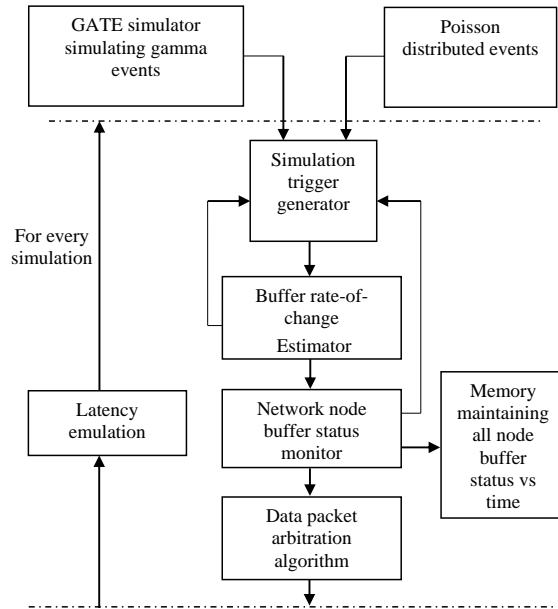 GATE simulator
simulating gamma
events
Poisson
distributed events
Simulation
trigger
generator
For every
simulation
Buffer rate-of-
change
Estimator
Latency
emulation
Network node
buffer status
monitor
Memory
maintaining
all node
buffer
status vs
time
Data packet
arbitration
algorithm